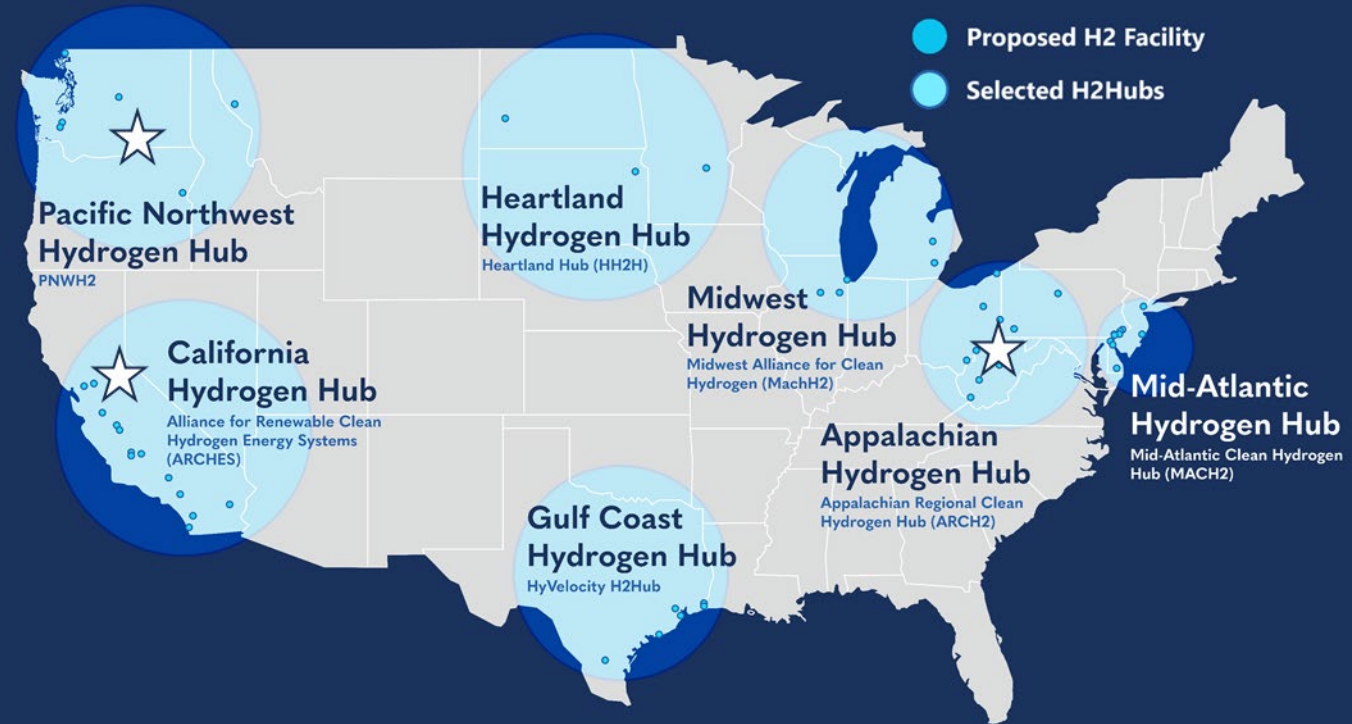 Proposed H2 Facility
Selected H2Hubs
Pacific Northwest
Hydrogen Hub
PNWH2
Heartland
Hydrogen Hub
Heartland Hub (HH2H)
Midwest
Hydrogen Hub
Midwest Alliance for Clean
Hydrogen (MachH2)
California
Hydrogen Hub
Alliance for Renewable Clean
Hydrogen Energy Systems
(ARCHES)
Mid-Atlantic
Hydrogen Hub
Mid-Atlantic Clean Hydrogen
Hub (MACH2)
Appalachian
Hydrogen Hub
Appalachian Regional Clean
Hydrogen Hub (ARCH2)
Gulf Coast
Hydrogen Hub
HyVelocity H2Hub